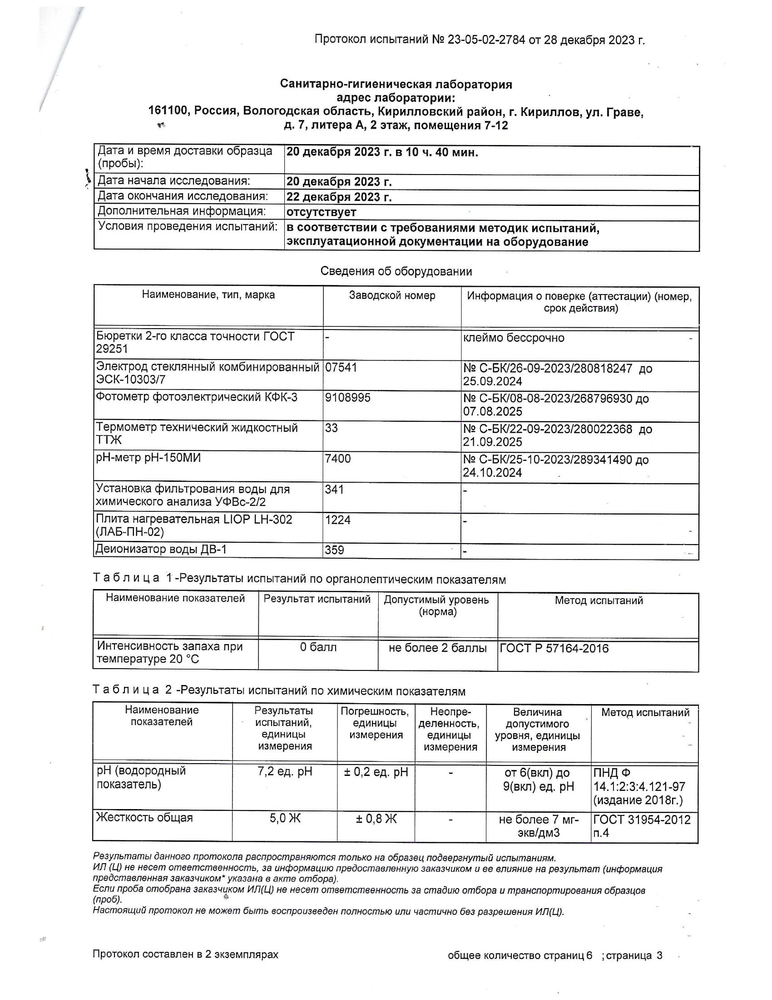 Протокол испытаний № 23-05-02-2784 от 28 декабря 2023 г.
Санитарно-гигиеническая лаборатория
адрес лаборатории:
161100, Россия, Вологодская область, Кирилловский район, г. Кириллов, ул. Граве,
д. 7, литера А, 2 этаж, помещения 7-12
Дата и время доставки образца (пробы): 20 декабря 2023 г. в 10 ч. 40 мин.
Дата начала исследования: 20 декабря 2023 г.
Дата окончания исследования: 22 декабря 2023 г.
Дополнительная информация: отсутствует
Условия проведения испытаний: в соответствии с требованиями методик испытаний,
эксплуатационной документации на оборудование
Сведения об оборудовании
Наименование, тип, марка Заводской номер Информация о поверке (аттестации) (номер,
срок действия)
Бюретки 2-го класса точности ГОСТ - клеймо бессрочно
29251
Электрод стеклянный комбинированный 07541 № С-БК/26-09-2023/280818247 до
ЭСК-10303/7 25.09.2024
Фотометр фотоэлектрический КФК-3 9108995 № С-БК/08-08-2023/268796930 до
07.08.2025
Термометр технический жидкостный 33 № С-БК/22-09-2023/280022368 до
ТТЖ 21.09.2025
рН-метр рН-150МИ 7400 № С-БК/25-10-2023/289341490 до
24.10.2024
Установка фильтрования воды для 341 -
химического анализа УФВс-2/2
Плита нагревательная LIOP LH-302 1224 -
(ЛАБ-ПН-02)
Деионизатор воды ДВ-1 359 -
Таблица 1 -Результаты испытаний по органолептическим показателям
Наименование показателей Результат испытаний Допустимый уровень Метод испытаний
(норма)
Интенсивность запаха при 0 балл не более 2 баллы ГОСТ Р 57164-2016
температуре 20 °С
Таблица 2 -Результаты испытаний по химическим показателям
Наименование Результаты Погрешность, Неопре- Величина Метод испытаний
показателей испытаний, единицы деленность, допустимого
единицы измерения единицы уровня, единицы
измерения измерения измерения
рН (водородный 7,2 ед. рН ± 0,2 ед. рН - от 6(вкл) до ПНД Ф
показатель) 9(вкл) ед. рН 14.1:2:3:4.121-97
(издание 2018г.)
Жесткость общая 5,0 Ж ± 0,8 Ж - не более 7 мг- ГОСТ 31954-2012
экв/дм3 п.4
Результаты данного протокола распространяются только на образец подвергнутый испытаниям.
ИЛ (Ц) не несет ответственность, за информацию предоставленную заказчиком и ее влияние на результат (информация
представленная заказчиком* указана в акте отбора).
Если проба отобрана заказчиком ИЛ(Ц) не несет ответственность за стадию отбора и транспортирования образцов
(проб).
Настоящий протокол не может быть воспроизведен полностью или частично без разрешения ИЛ(Ц).
Протокол составлен в 2 экземплярах общее количество страниц 6 ; страница 3